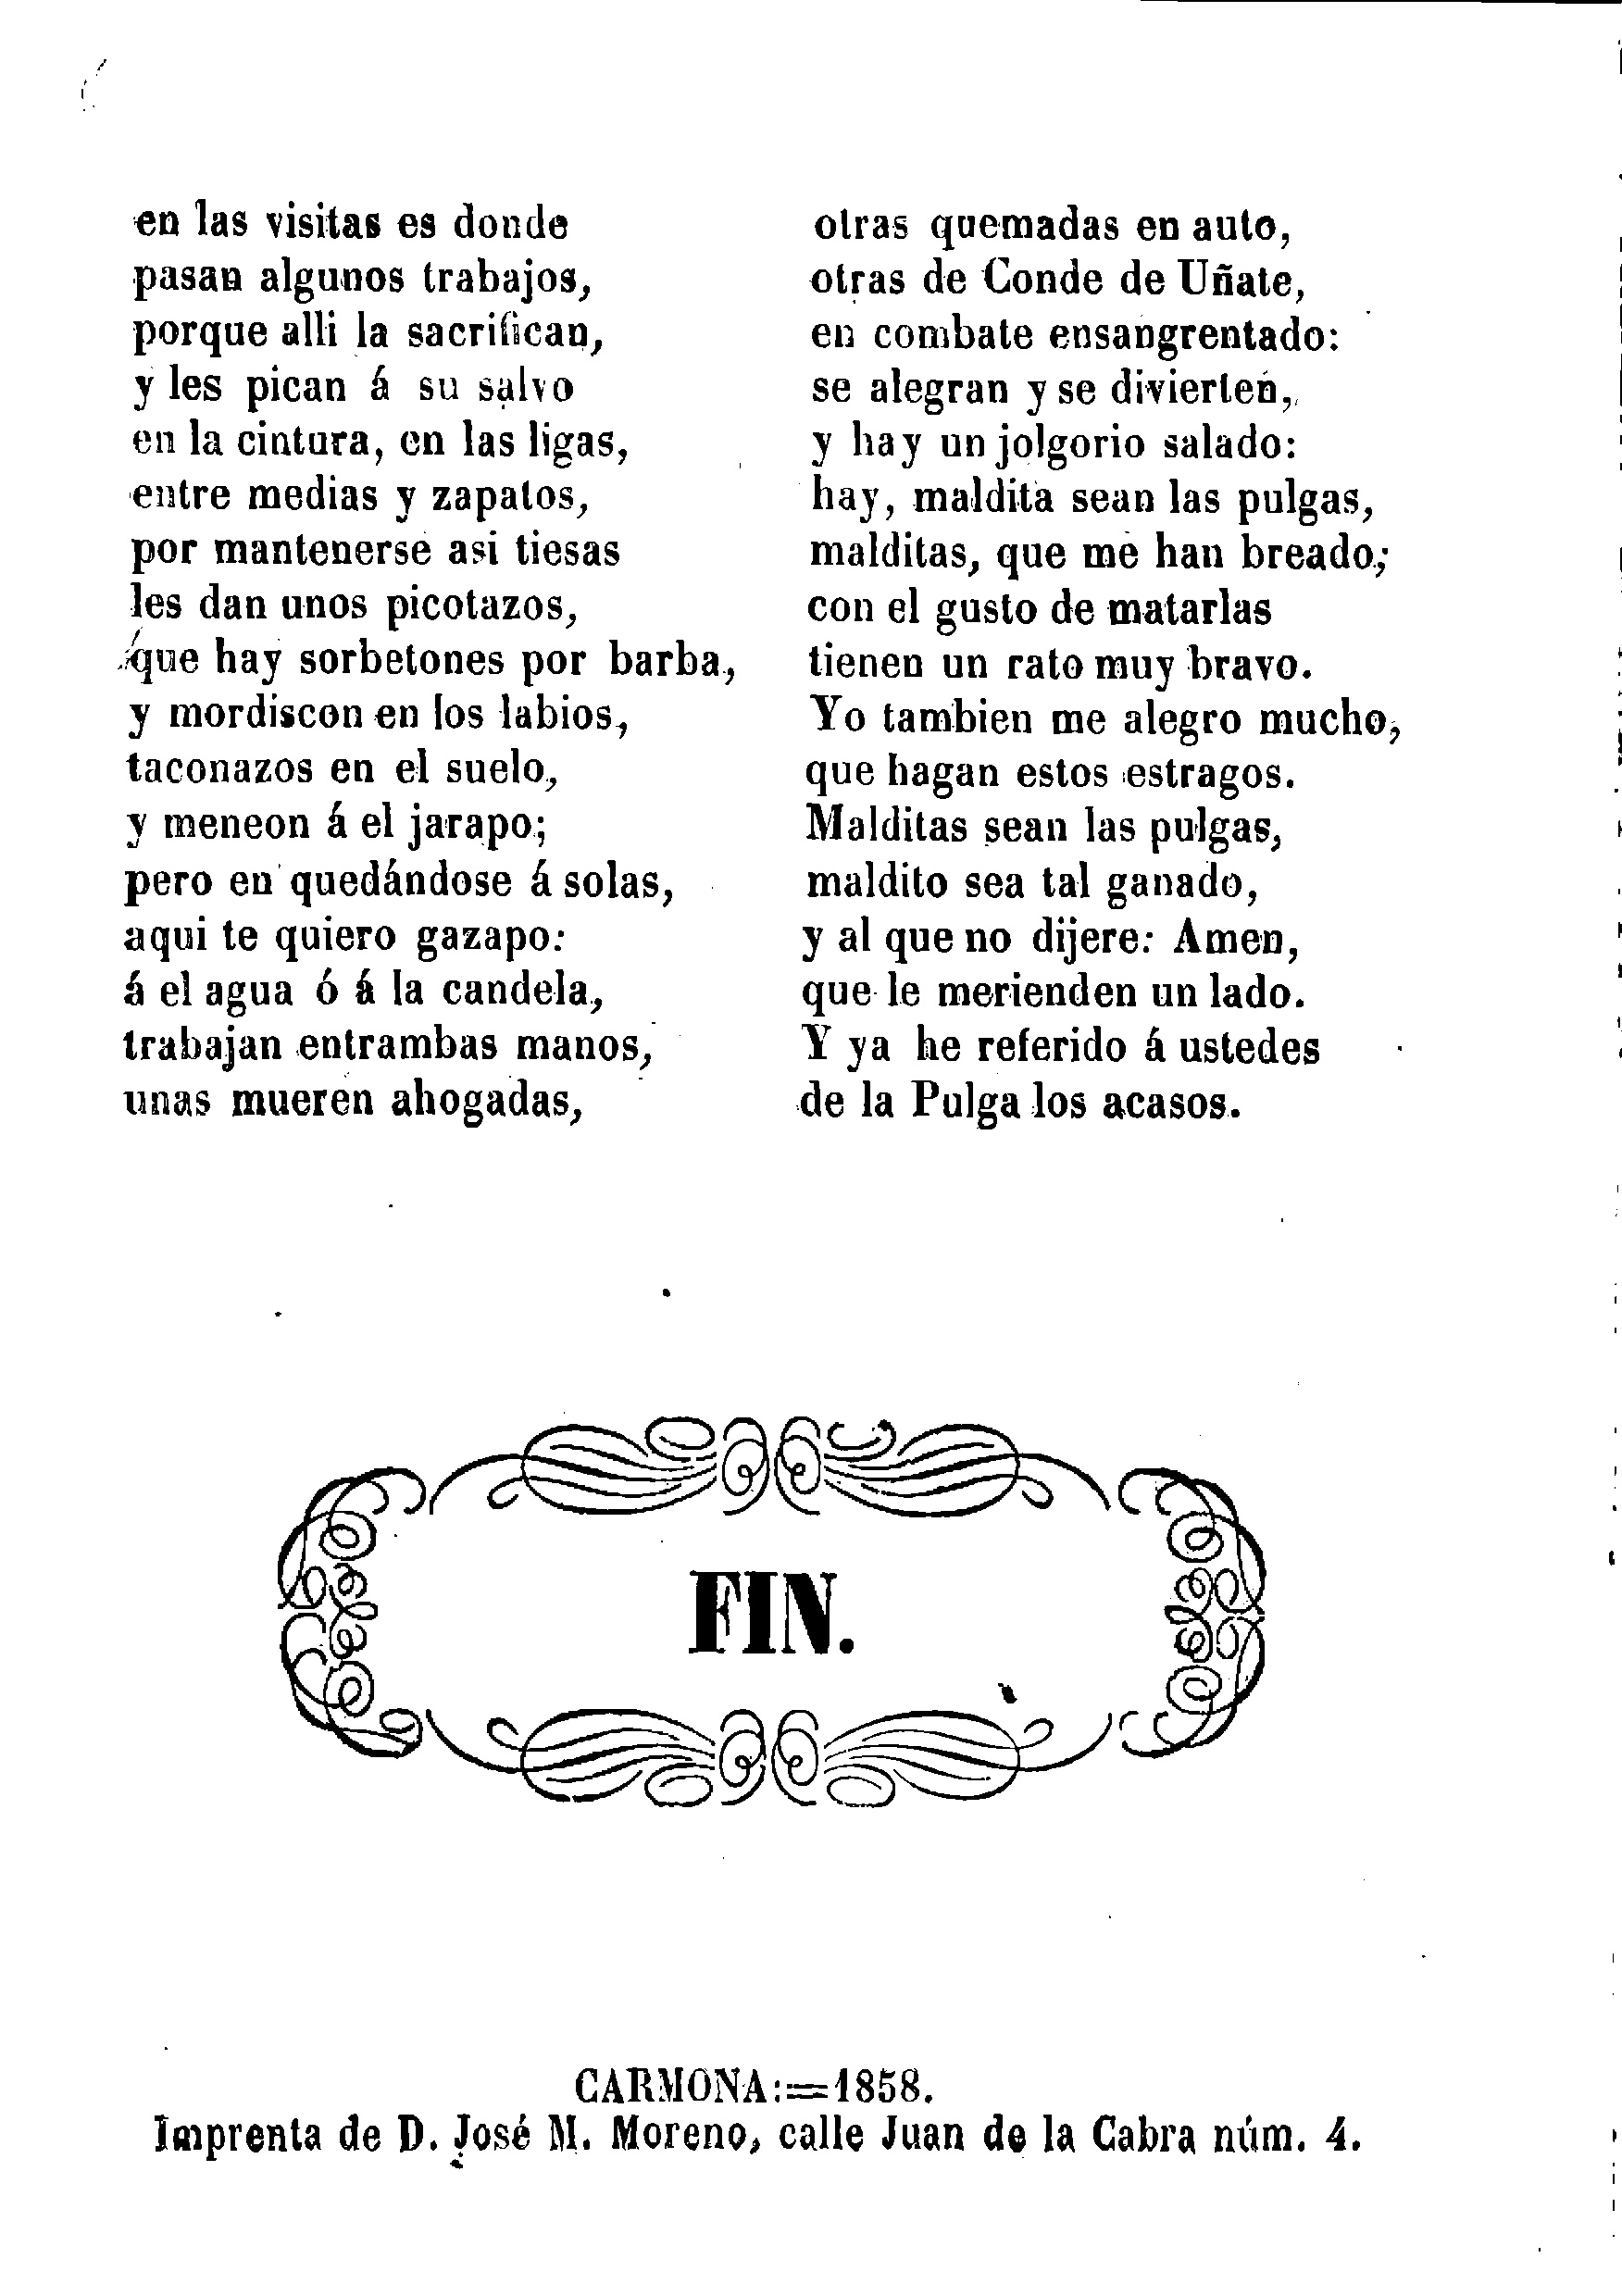 en las visitas es donde
pasan algunos trabajos,
porque alli la sacrifican,
y les pican á su salvo
en la cintura, en las ligas,
entre medias y zapatos,
por mantenerse asi tiesas
les dan unos picotazos,
que hay sorbetones por barba,
y mordiscon en los labios,
taconazos en el suelo,
y meneon á el jarapo;
pero en quedándose á solas,
aqui te quiero gazapo:
á el agua ó á la candela,
trabajan entrambas manos,
unas mueren ahogadas,
otras quemadas en auto,
otras de Conde de Uñate,
en combate ensangrentado:
se alegran y se divierten,
y hay un jolgorio salado:
hay, maldita sean las pulgas,
malditas, que me han breado;
con el gusto de matarlas
tienen un rato muy bravo.
Yo tambien me alegro mucho,
que hagan estos estragos.
Malditas sean las pulgas,
maldito sea tal ganado,
y al que no dijere: Amen,
que le merienden un lado.
Y ya he referido á ustedes
de la Pulga los acasos.
FIN.
CARMONA:=1858.
Imprenta de D. José M. Moreno, calle Juan de la Cabra núm. 4.